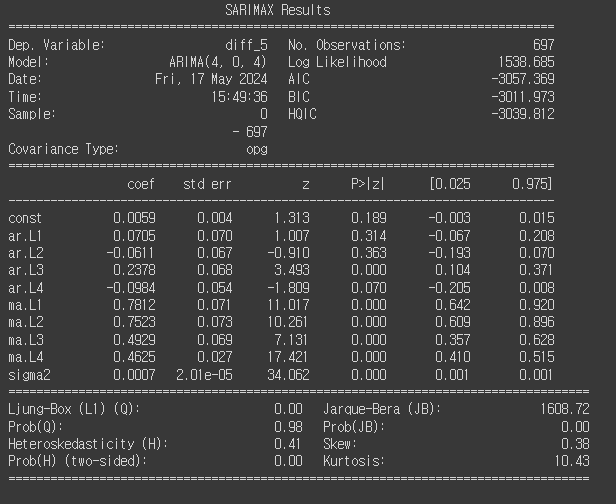 SARIMAX Results
==============================================================================
Dep. Variable: diff_5 No. Observations: 697
Model: ARIMA(4, 0, 4) Log Likelihood 1538.685
Date: Fri, 17 May 2024 AIC -3057.369
Time: 15:49:36 BIC -3011.973
Sample: 0 HQIC -3039.812
- 697
Covariance Type: opg
==============================================================================
coef std err z P>|z| [0.025 0.975]
------------------------------------------------------------------------------
const 0.0059 0.004 1.313 0.189 -0.003 0.015
ar.L1 0.0705 0.070 1.007 0.314 -0.067 0.208
ar.L2 -0.0611 0.067 -0.910 0.363 -0.193 0.070
ar.L3 0.2378 0.068 3.493 0.000 0.104 0.371
ar.L4 -0.0984 0.054 -1.809 0.070 -0.205 0.008
ma.L1 0.7812 0.071 11.017 0.000 0.642 0.920
ma.L2 0.7523 0.073 10.261 0.000 0.609 0.896
ma.L3 0.4929 0.069 7.131 0.000 0.357 0.628
ma.L4 0.4625 0.027 17.421 0.000 0.410 0.515
sigma2 0.0007 2.01e-05 34.062 0.000 0.001 0.001
===================================================================================
Ljung-Box (L1) (Q): 0.00 Jarque-Bera (JB): 1608.72
Prob(Q): 0.98 Prob(JB): 0.00
Heteroskedasticity (H): 0.41 Skew: 0.38
Prob(H) (two-sided): 0.00 Kurtosis: 10.43
===================================================================================